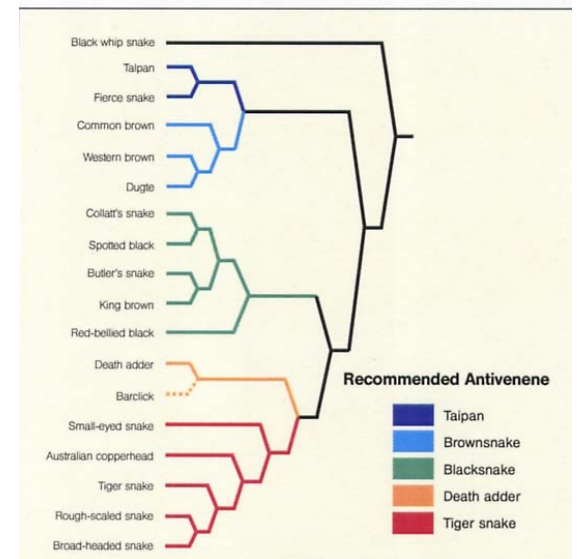 Black whip snake
Taipan
Fierce snake
Common brown
Western brown
Dugte
Collatt's snake
Spotted black
Butler's snake
King brown
Red-bellied black
Death adder
Barclick
Small-eyed snake
Australian copperhead
Tiger snake
Rough-scaled snake
Broad-headed snake
Recommended Antivenene
Taipan
Brownsnake
Blacksnake
Death adder
Tiger snake